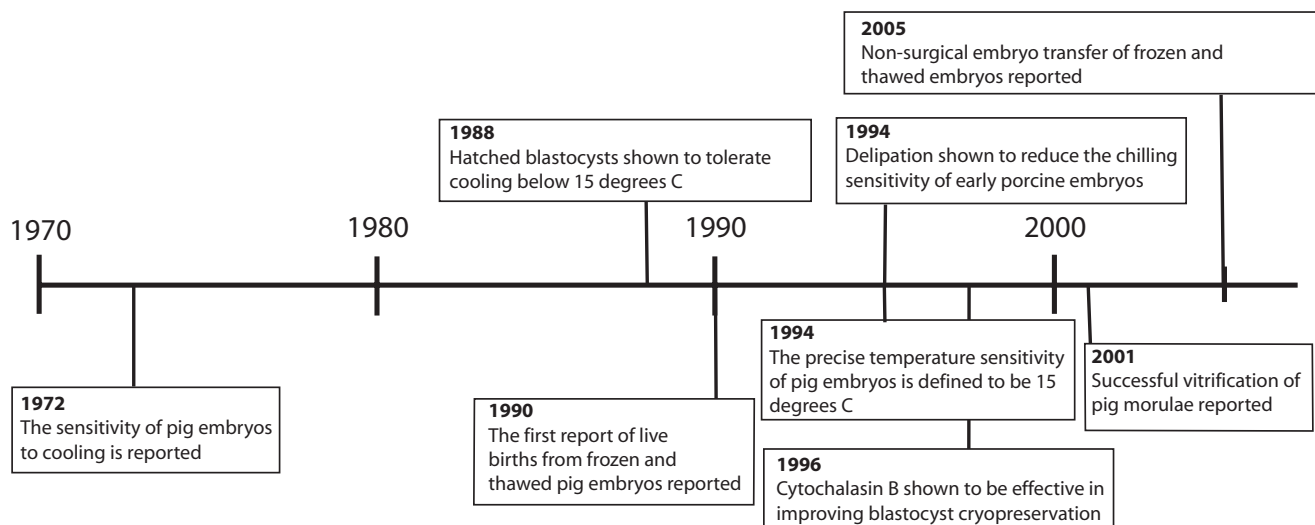 2005
Non-surgical embryo transfer of frozen and
thawed embryos reported
1988
Hatched blastocysts shown to tolerate
cooling below 15 degrees C
1994
Delipation shown to reduce the chilling
sensitivity of early porcine embryos
1970
1980
1990
2000
1972
The sensitivity of pig embryos
to cooling is reported
1990
The first report of live
births from frozen and
thawed pig embryos reported
1994
The precise temperature sensitivity
of pig embryos is defined to be 15
degrees C
1996
Cytochalasin B shown to be effective in
improving blastocyst cryopreservation
2001
Successful vitrification of
pig morulae reported